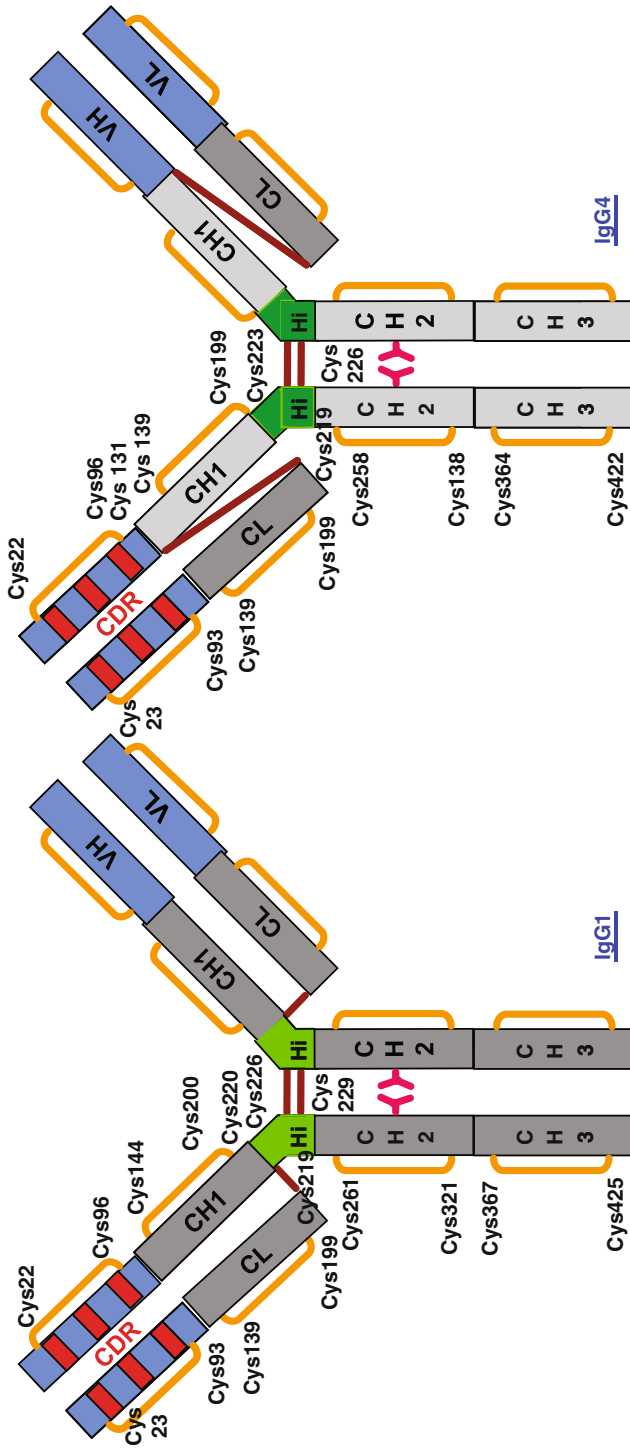 Cys22
Cys96
Cys144
Cys200
Cys220
Cys226
CDR
Cys
23
Cys93
Cys139
Cys199
Cys219
CH1
CL
Hi
Hi
Cys
229
CH1
CL
VH
VL
C
H
2
C
H
2
C
H
3
C
H
3
Cys261
Cys321
Cys367
Cys425
IgG1
Cys22
Cys96
Cys 131
Cys 139
Cys199
Cys223
CDR
Cys
23
Cys93
Cys139
Cys199
Cys219
CH1
CL
Hi
Hi
Cys
226
CH1
CL
VH
VL
C
H
2
C
H
2
C
H
3
C
H
3
Cys258
Cys138
Cys364
Cys422
IgG4